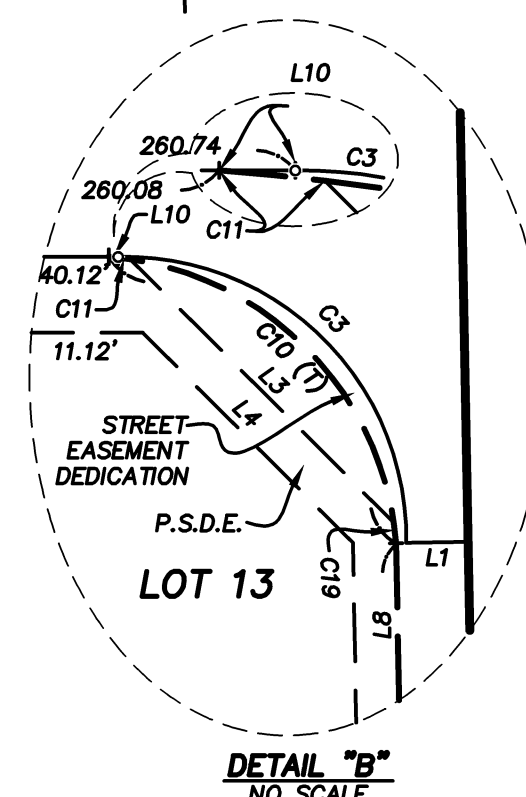 L10
260.74
C3
260.08
L10
C11
40.12'
C11
C3
11.12'
C10 (T)
L3
L4
STREET
EASEMENT
DEDICATION
P.S.D.E.
L1
LOT 13
C19
L8
DETAIL "B"
NO SCALE